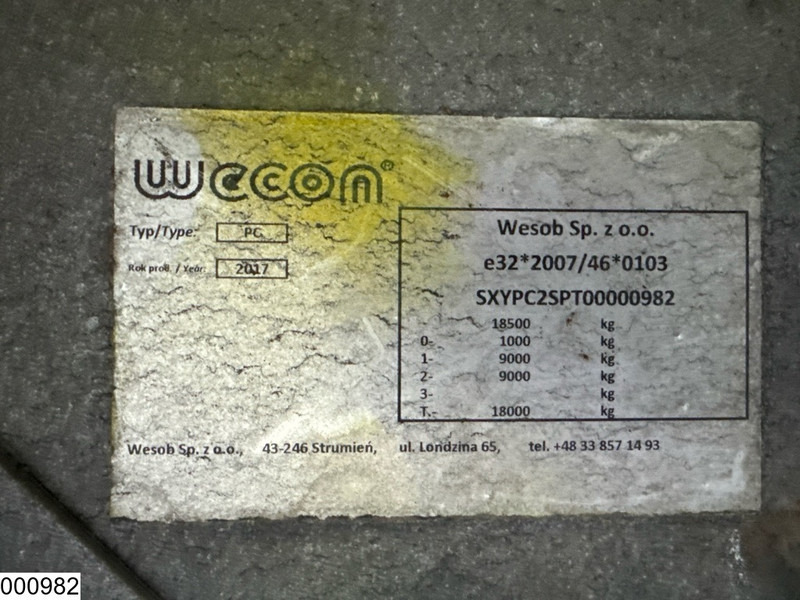 wecon®
Typ/Type: PC
Rok prod. / Year: 2017
Wesob Sp. z o.o.
e32*2007/46*0103
SXYPC2SPT00000982
- 18500 kg
0- 1000 kg
1- 9000 kg
2- 9000 kg
3- kg
T.- 18000 kg
Wesob Sp. z o.o., 43-246 Strumień, ul. Londzina 65, tel. +48 33 857 14 93
000982